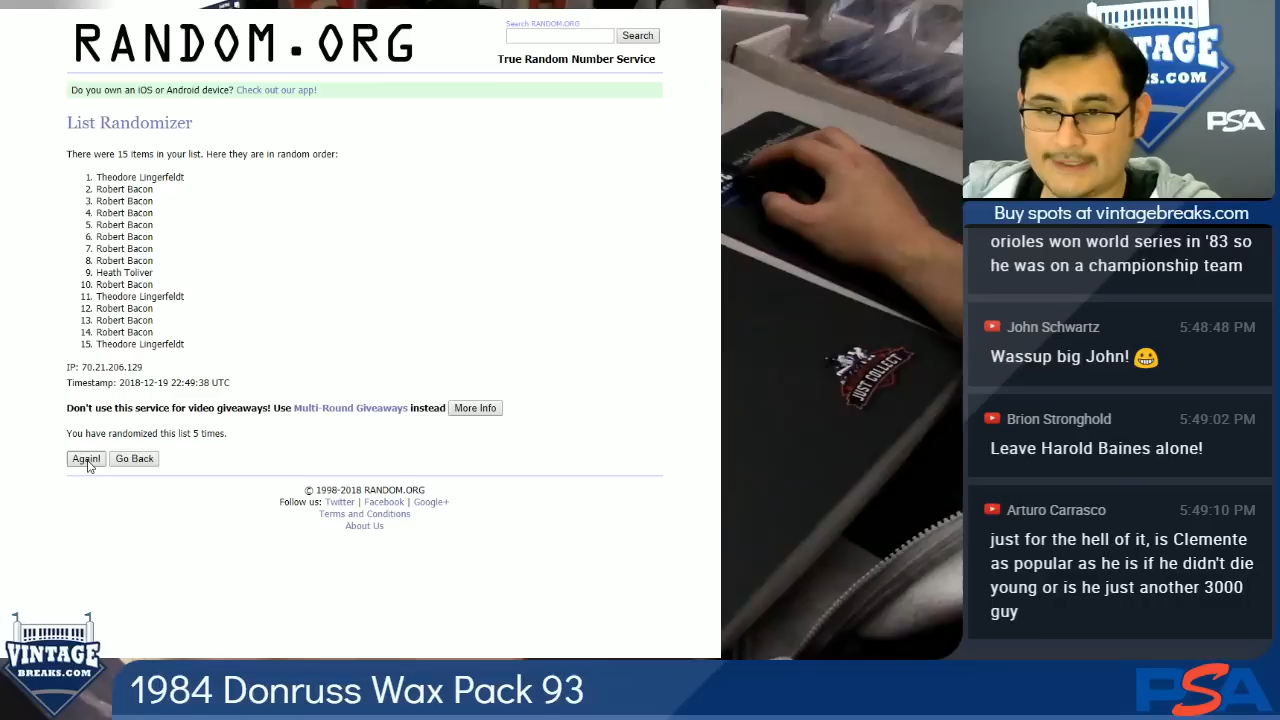 RANDOM.ORG
Search RANDOM.ORG
Search
True Random Number Service
Do you own an iOS or Android device? Check out our app!
List Randomizer
There were 15 items in your list. Here they are in random order:
1. Theodore Lingerfeldt
2. Robert Bacon
3. Robert Bacon
4. Robert Bacon
5. Robert Bacon
6. Robert Bacon
7. Robert Bacon
8. Robert Bacon
9. Heath Toliver
10. Robert Bacon
11. Theodore Lingerfeldt
12. Robert Bacon
13. Robert Bacon
14. Robert Bacon
15. Theodore Lingerfeldt
IP: 70.21.206.129
Timestamp: 2018-12-19 22:49:38 UTC
Don't use this service for video giveaways! Use Multi-Round Giveaways instead More Info
You have randomized this list 5 times.
Again! Go Back
© 1998-2018 RANDOM.ORG
Follow us: Twitter | Facebook | Google+
Terms and Conditions
About Us
JUST COLLECT
PSA
Buy spots at vintagebreaks.com
orioles won world series in '83 so
he was on a championship team
John Schwartz 5:48:48 PM
Wassup big John! 😁
Brion Stronghold 5:49:02 PM
Leave Harold Baines alone!
Arturo Carrasco 5:49:10 PM
just for the hell of it, is Clemente
as popular as he is if he didn't die
young or is he just another 3000
guy
VINTAGE
BREAKS.COM
1984 Donruss Wax Pack 93
PSA